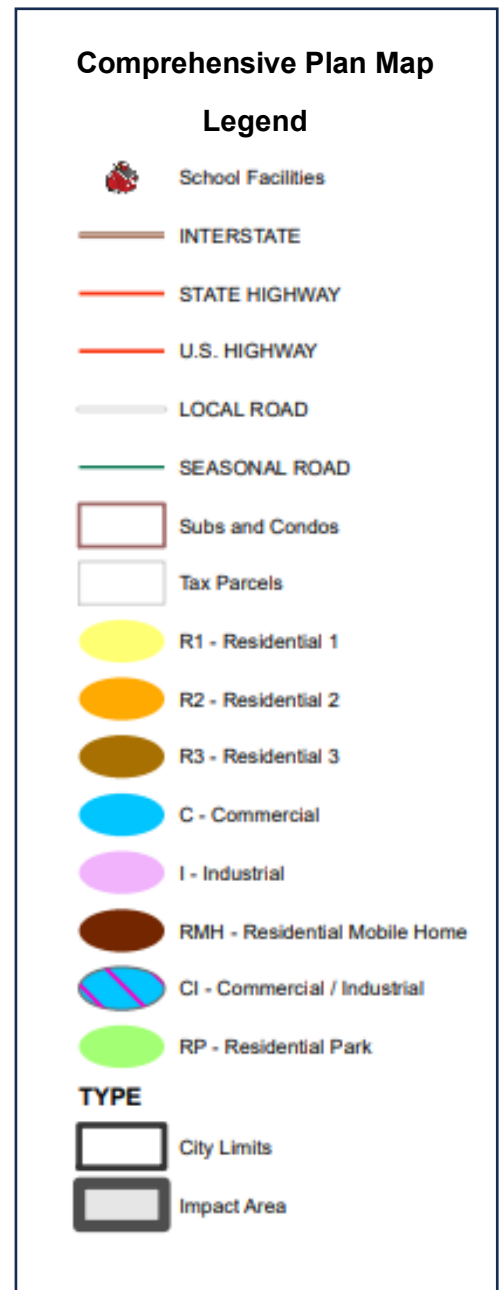 Comprehensive Plan Map
Legend
School Facilities
INTERSTATE
STATE HIGHWAY
U.S. HIGHWAY
LOCAL ROAD
SEASONAL ROAD
Subs and Condos
Tax Parcels
R1 - Residential 1
R2 - Residential 2
R3 - Residential 3
C - Commercial
I - Industrial
RMH - Residential Mobile Home
CI - Commercial / Industrial
RP - Residential Park
TYPE
City Limits
Impact Area